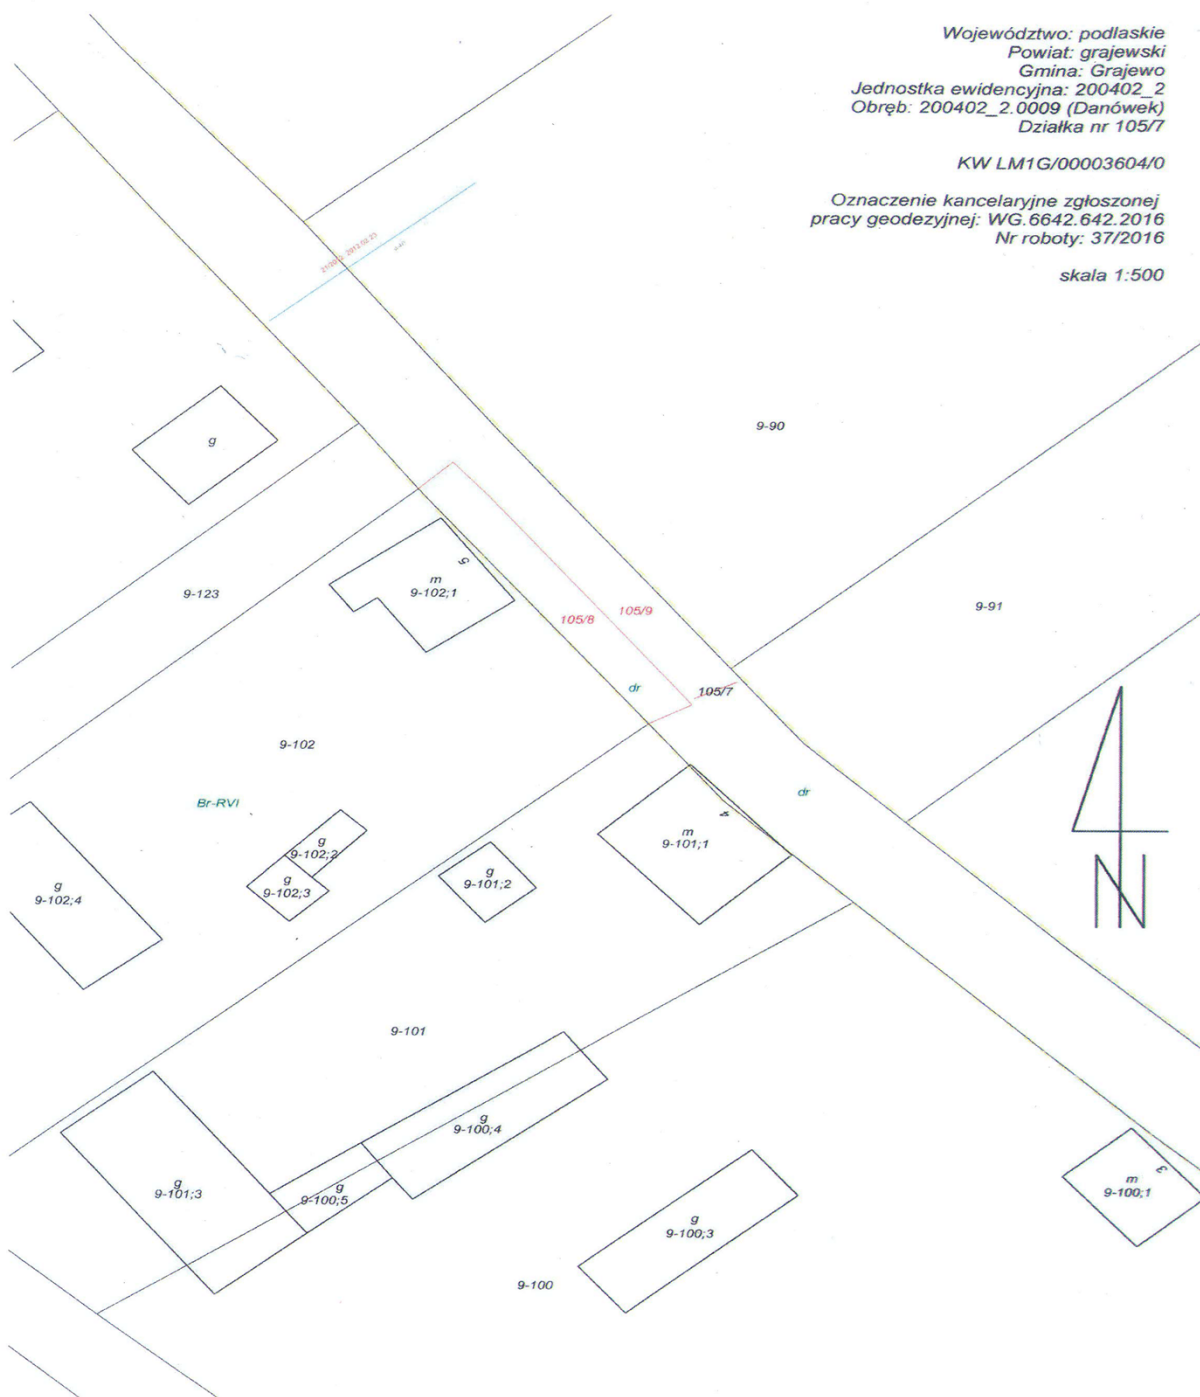 Województwo: podlaskie
Powiat: grajewski
Gmina: Grajewo
Jednostka ewidencyjna: 200402_2
Obręb: 200402_2.0009 (Danówek)
Działka nr 105/7
KW LM1G/00003604/0
Oznaczenie kancelaryjne zgłoszonej
pracy geodezyjnej: WG.6642.642.2016
Nr roboty: 37/2016
skala 1:500
9-90
g
5
m
9-102;1
9-123
9-91
105/9
105/8
dr
105/7
9-102
dr
Br-RVI
4
m
9-101;1
g
9-102;2
g
9-101;2
g
9-102;3
g
9-102;4
9-101
g
9-100;4
3
m
9-100;1
g
9-101;3
g
9-100;5
g
9-100;3
9-100
N